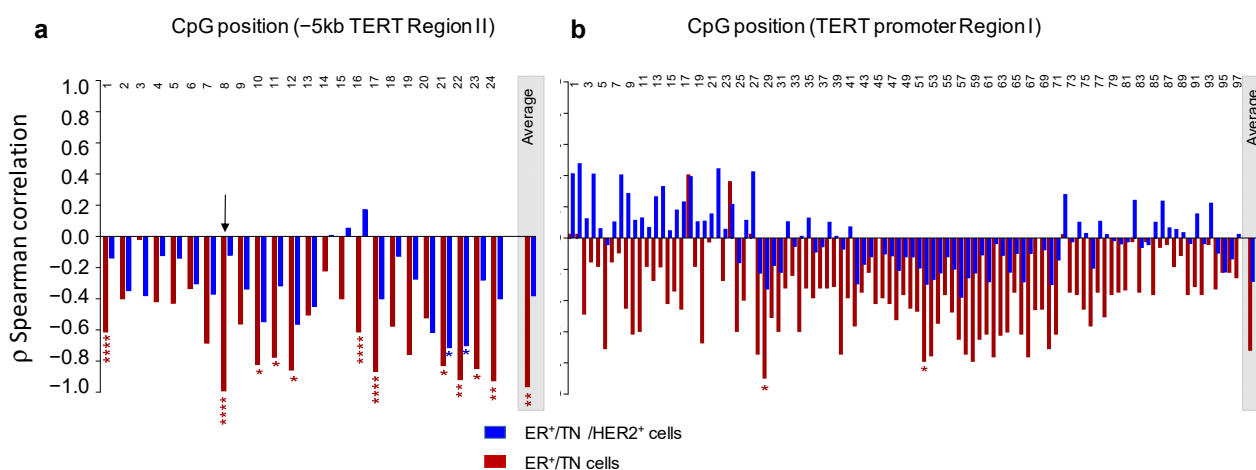 a
CpG position (−5kb TERT Region II)
b
CpG position (TERT promoter Region I)
1 2 3 4 5 6 7 8 9 10 11 12 13 14 15 16 17 18 19 20 21 22 23 24
Average
1 3 5 7 9 11 13 15 17 19 21 23 25 27 29 31 33 35 37 39 41 43 45 47 49 51 53 55 57 59 61 63 65 67 69 71 73 75 77 79 81 83 85 87 89 91 93 95 97
Average
ρ Spearman correlation
1.0
0.8
0.6
0.4
0.2
0.0
−0.2
−0.4
−0.6
−0.8
−1.0
**** **** * * * **** **** * * ** * * ** **
* *
ER⁺/TN /HER2⁺ cells
ER⁺/TN cells